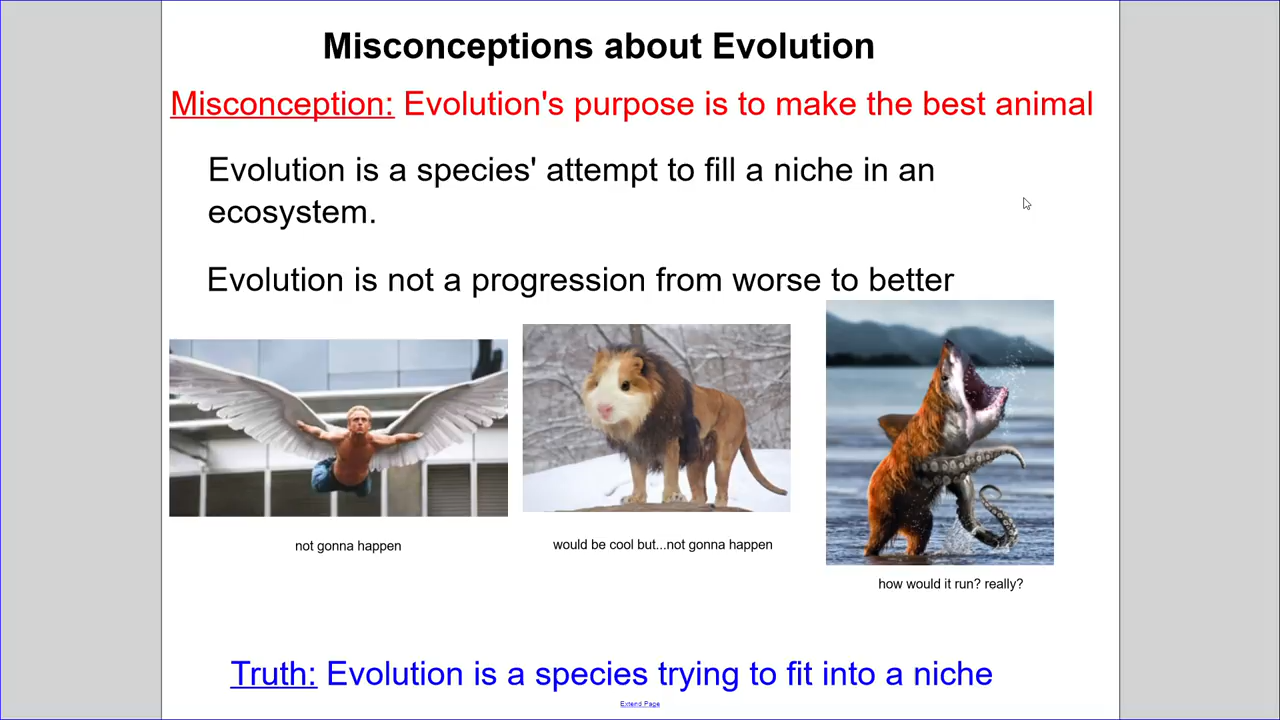 Misconceptions about Evolution
Misconception: Evolution's purpose is to make the best animal
Evolution is a species' attempt to fill a niche in an
ecosystem.
Evolution is not a progression from worse to better
not gonna happen
would be cool but...not gonna happen
how would it run? really?
Truth: Evolution is a species trying to fit into a niche
Extend Page